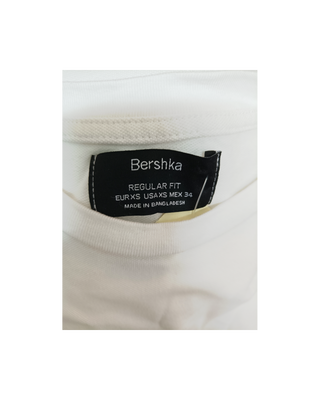 Bershka
REGULAR FIT
EUR XS USA XS MEX 34
MADE IN BANGLADESH